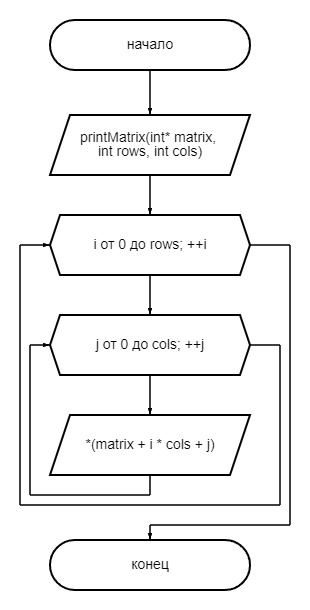 начало
printMatrix(int* matrix,
int rows, int cols)
i от 0 до rows; ++i
j от 0 до cols; ++j
*(matrix + i * cols + j)
конец